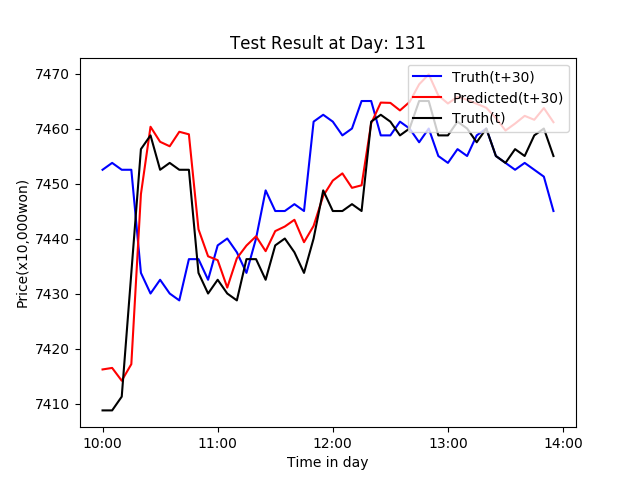 Test Result at Day: 131
Truth(t+30)
Predicted(t+30)
Truth(t)
Price(x10,000won)
7470
7460
7450
7440
7430
7420
7410
10:00 11:00 12:00 13:00 14:00
Time in day